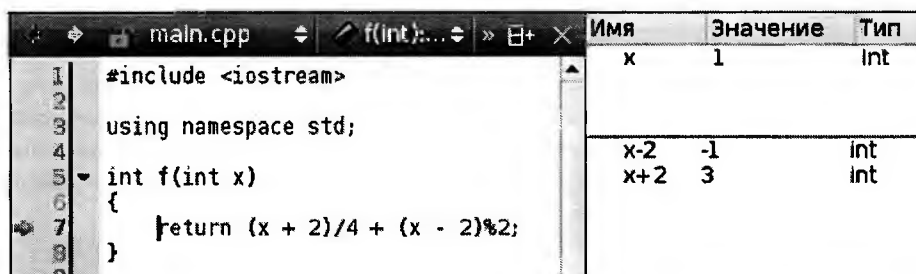 main.cpp f(int):... »
Имя Значение Тип
x 1 int
x-2 -1 int
x+2 3 int
1 #include <iostream>
2
3 using namespace std;
4
5 int f(int x)
6 {
7 return (x + 2)/4 + (x - 2)%2;
8 }